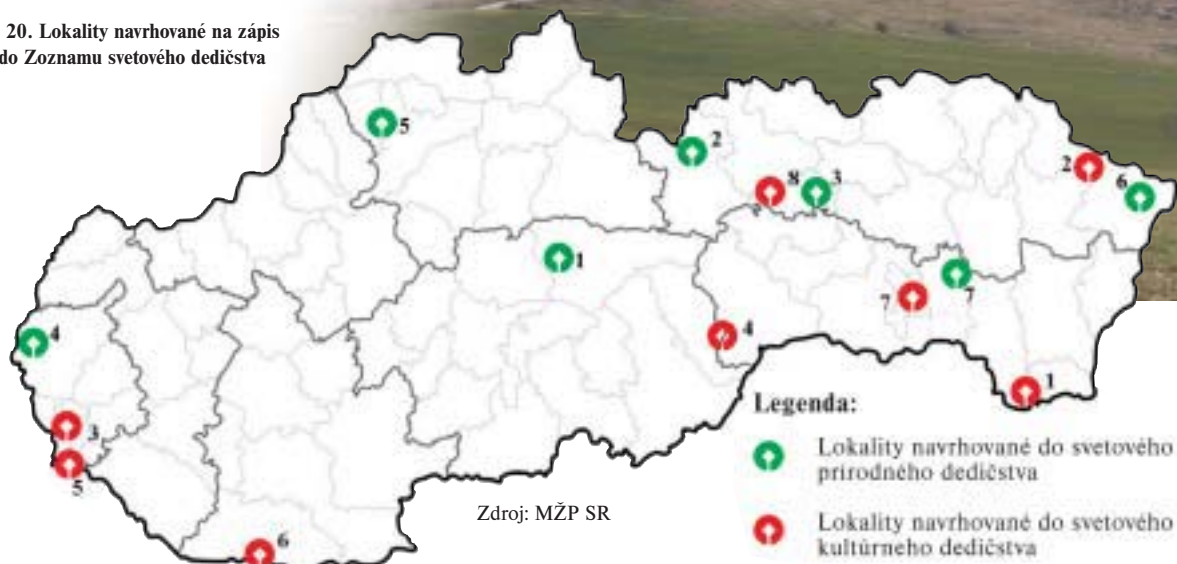 20. Lokality navrhované na zápis
do Zoznamu svetového dedičstva
5
2
8
3
2
6
1
7
7
4
4
1
3
5
6
Legenda:
Lokality navrhované do svetového
prírodného dedičstva
Zdroj: MŽP SR
Lokality navrhované do svetového
kultúrneho dedičstva